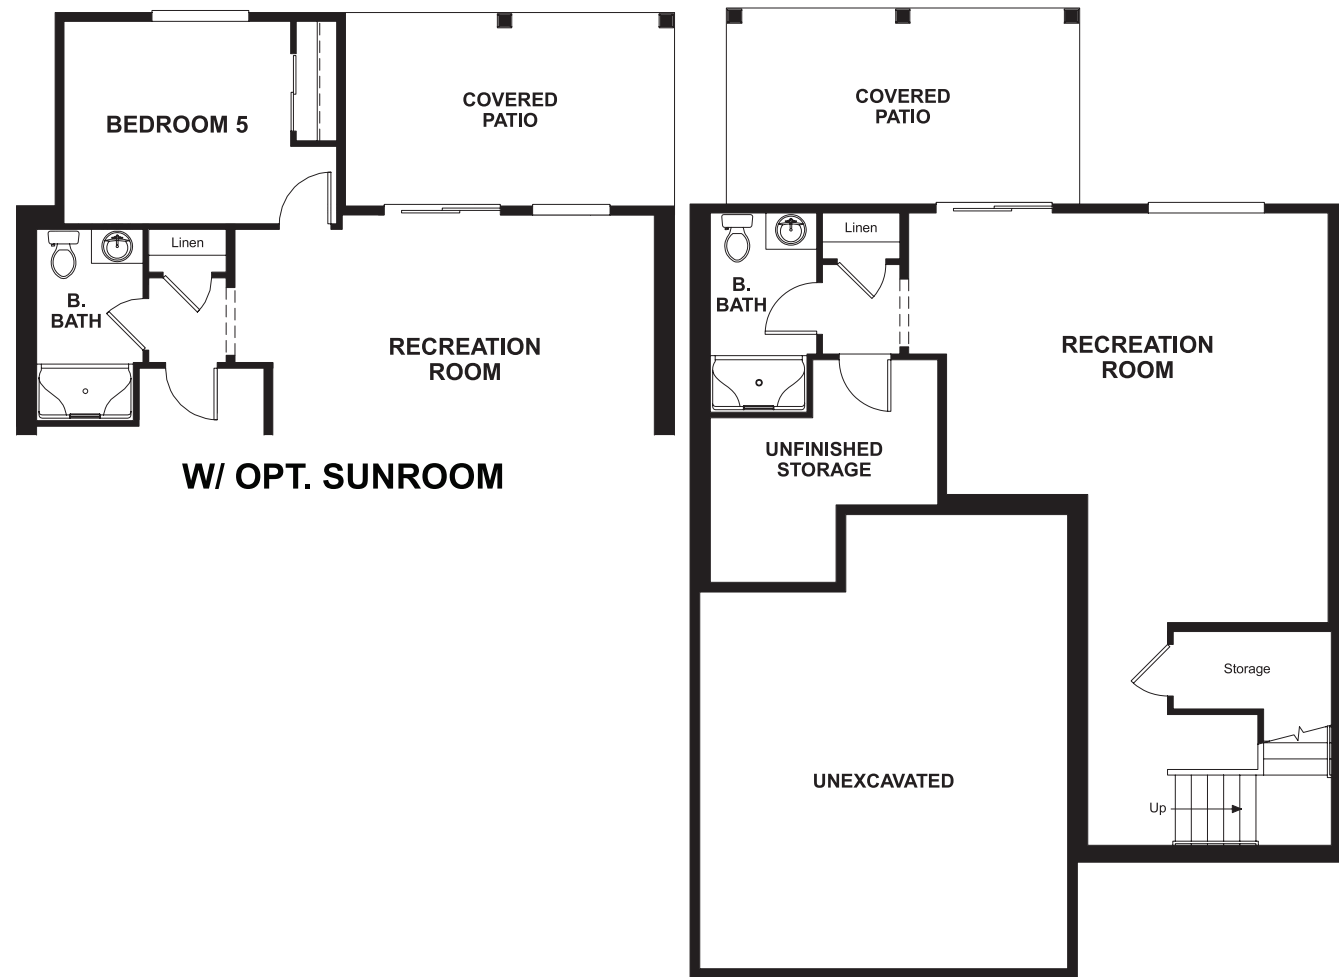 BEDROOM 5
COVERED
PATIO
Linen
B.
BATH
RECREATION
ROOM
W/ OPT. SUNROOM
COVERED
PATIO
Linen
B.
BATH
RECREATION
ROOM
UNFINISHED
STORAGE
Storage
UNEXCAVATED
Up